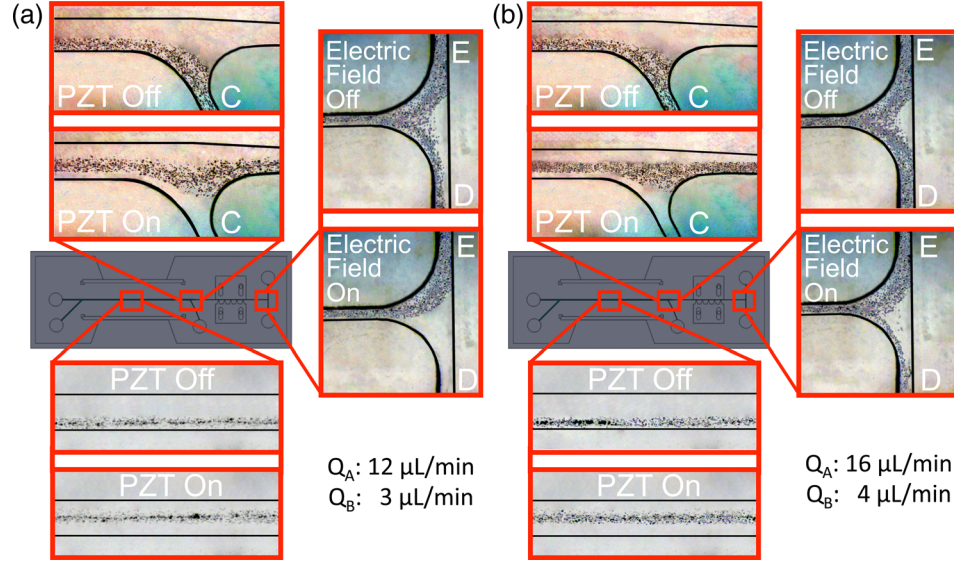 (a)
PZT Off
C
PZT On
C
Electric
Field
Off
E
D
Electric
Field
On
E
D
PZT Off
PZT On
Q_A: 12 µL/min
Q_B: 3 µL/min
(b)
PZT Off
C
PZT On
C
Electric
Field
Off
E
D
Electric
Field
On
E
D
PZT Off
PZT On
Q_A: 16 µL/min
Q_B: 4 µL/min